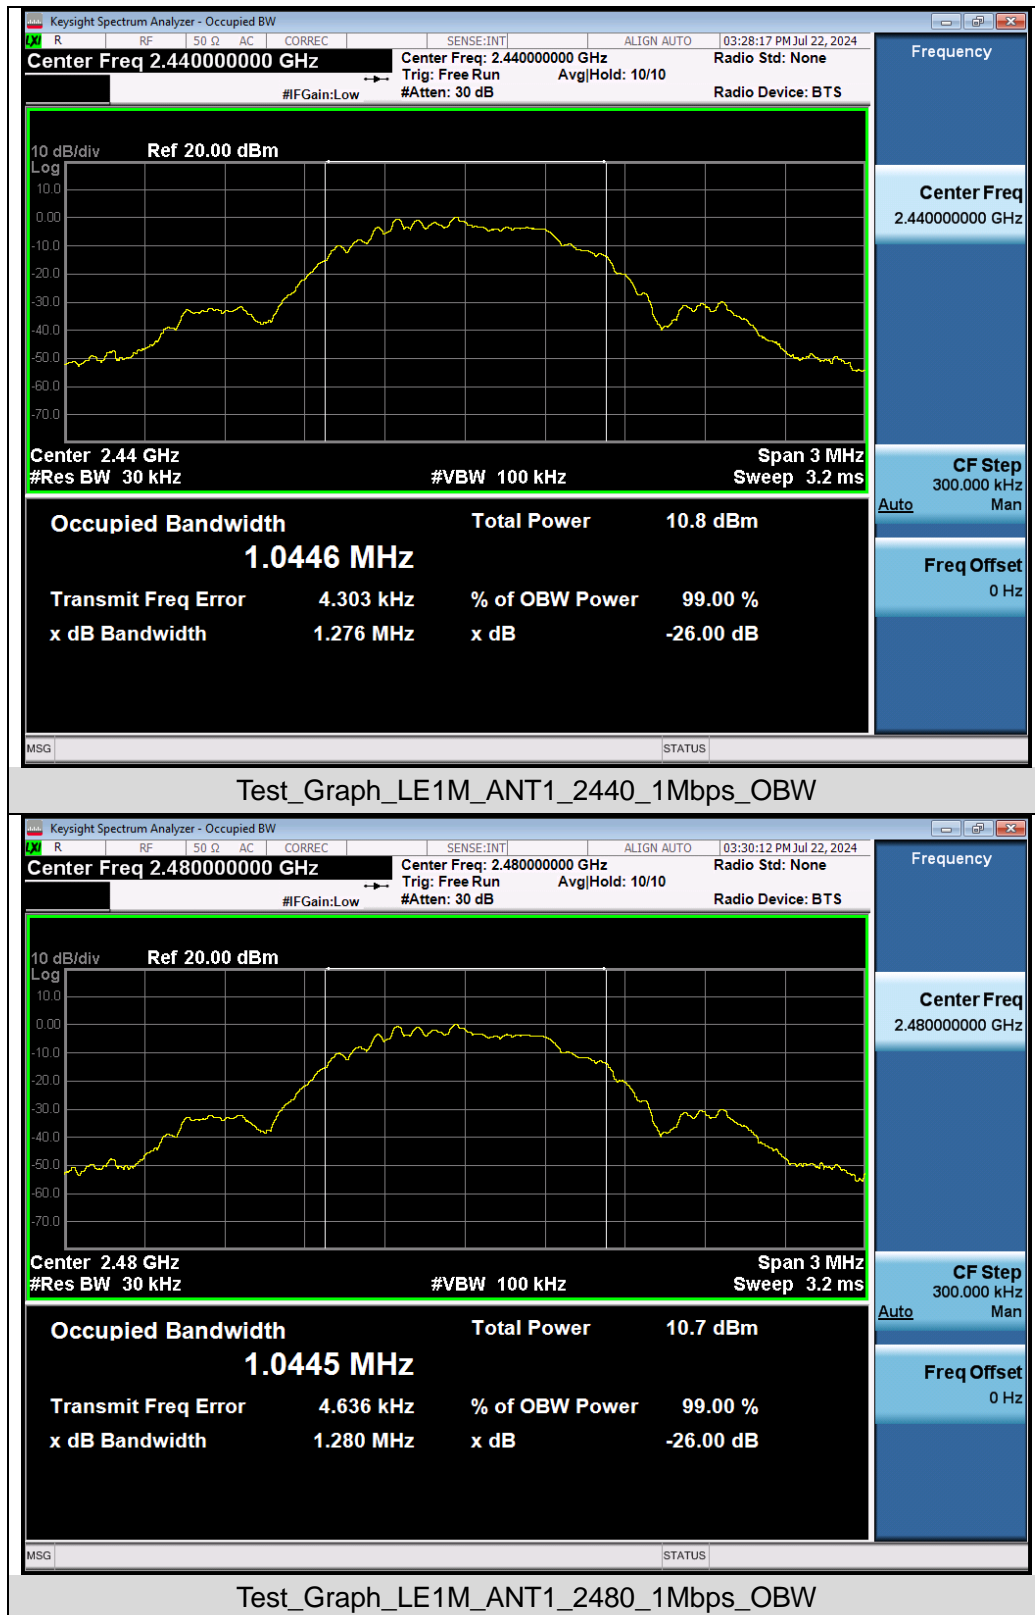 Keysight Spectrum Analyzer - Occupied BW
LXI R RF 50 Ω AC CORREC SENSE:INT ALIGN AUTO 03:28:17 PM Jul 22, 2024
Center Freq 2.440000000 GHz Center Freq: 2.440000000 GHz Radio Std: None
Trig: Free Run Avg|Hold: 10/10
#IFGain:Low #Atten: 30 dB Radio Device: BTS
10 dB/div Ref 20.00 dBm
Log
10.0
0.00
-10.0
-20.0
-30.0
-40.0
-50.0
-60.0
-70.0
Center 2.44 GHz Span 3 MHz
#Res BW 30 kHz #VBW 100 kHz Sweep 3.2 ms
Occupied Bandwidth Total Power 10.8 dBm
1.0446 MHz
Transmit Freq Error 4.303 kHz % of OBW Power 99.00 %
x dB Bandwidth 1.276 MHz x dB -26.00 dB
MSG STATUS
Frequency
Center Freq
2.440000000 GHz
CF Step
300.000 kHz
Auto Man
Freq Offset
0 Hz
Test_Graph_LE1M_ANT1_2440_1Mbps_OBW
Keysight Spectrum Analyzer - Occupied BW
LXI R RF 50 Ω AC CORREC SENSE:INT ALIGN AUTO 03:30:12 PM Jul 22, 2024
Center Freq 2.480000000 GHz Center Freq: 2.480000000 GHz Radio Std: None
Trig: Free Run Avg|Hold: 10/10
#IFGain:Low #Atten: 30 dB Radio Device: BTS
10 dB/div Ref 20.00 dBm
Log
10.0
0.00
-10.0
-20.0
-30.0
-40.0
-50.0
-60.0
-70.0
Center 2.48 GHz Span 3 MHz
#Res BW 30 kHz #VBW 100 kHz Sweep 3.2 ms
Occupied Bandwidth Total Power 10.7 dBm
1.0445 MHz
Transmit Freq Error 4.636 kHz % of OBW Power 99.00 %
x dB Bandwidth 1.280 MHz x dB -26.00 dB
MSG STATUS
Frequency
Center Freq
2.480000000 GHz
CF Step
300.000 kHz
Auto Man
Freq Offset
0 Hz
Test_Graph_LE1M_ANT1_2480_1Mbps_OBW